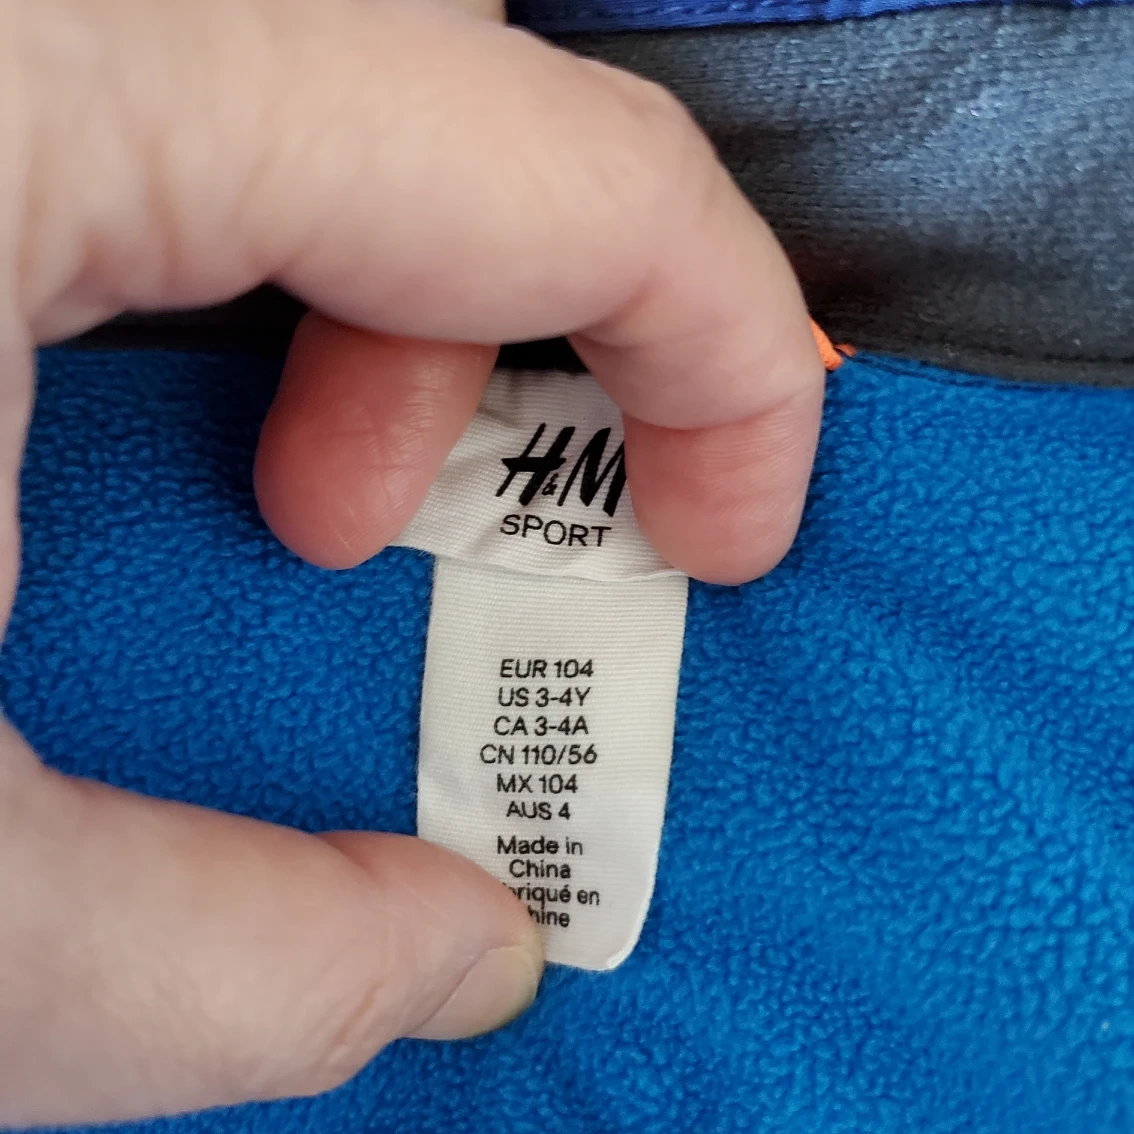 H&M
SPORT
EUR 104
US 3-4Y
CA 3-4A
CN 110/56
MX 104
AUS 4
Made in
China
en